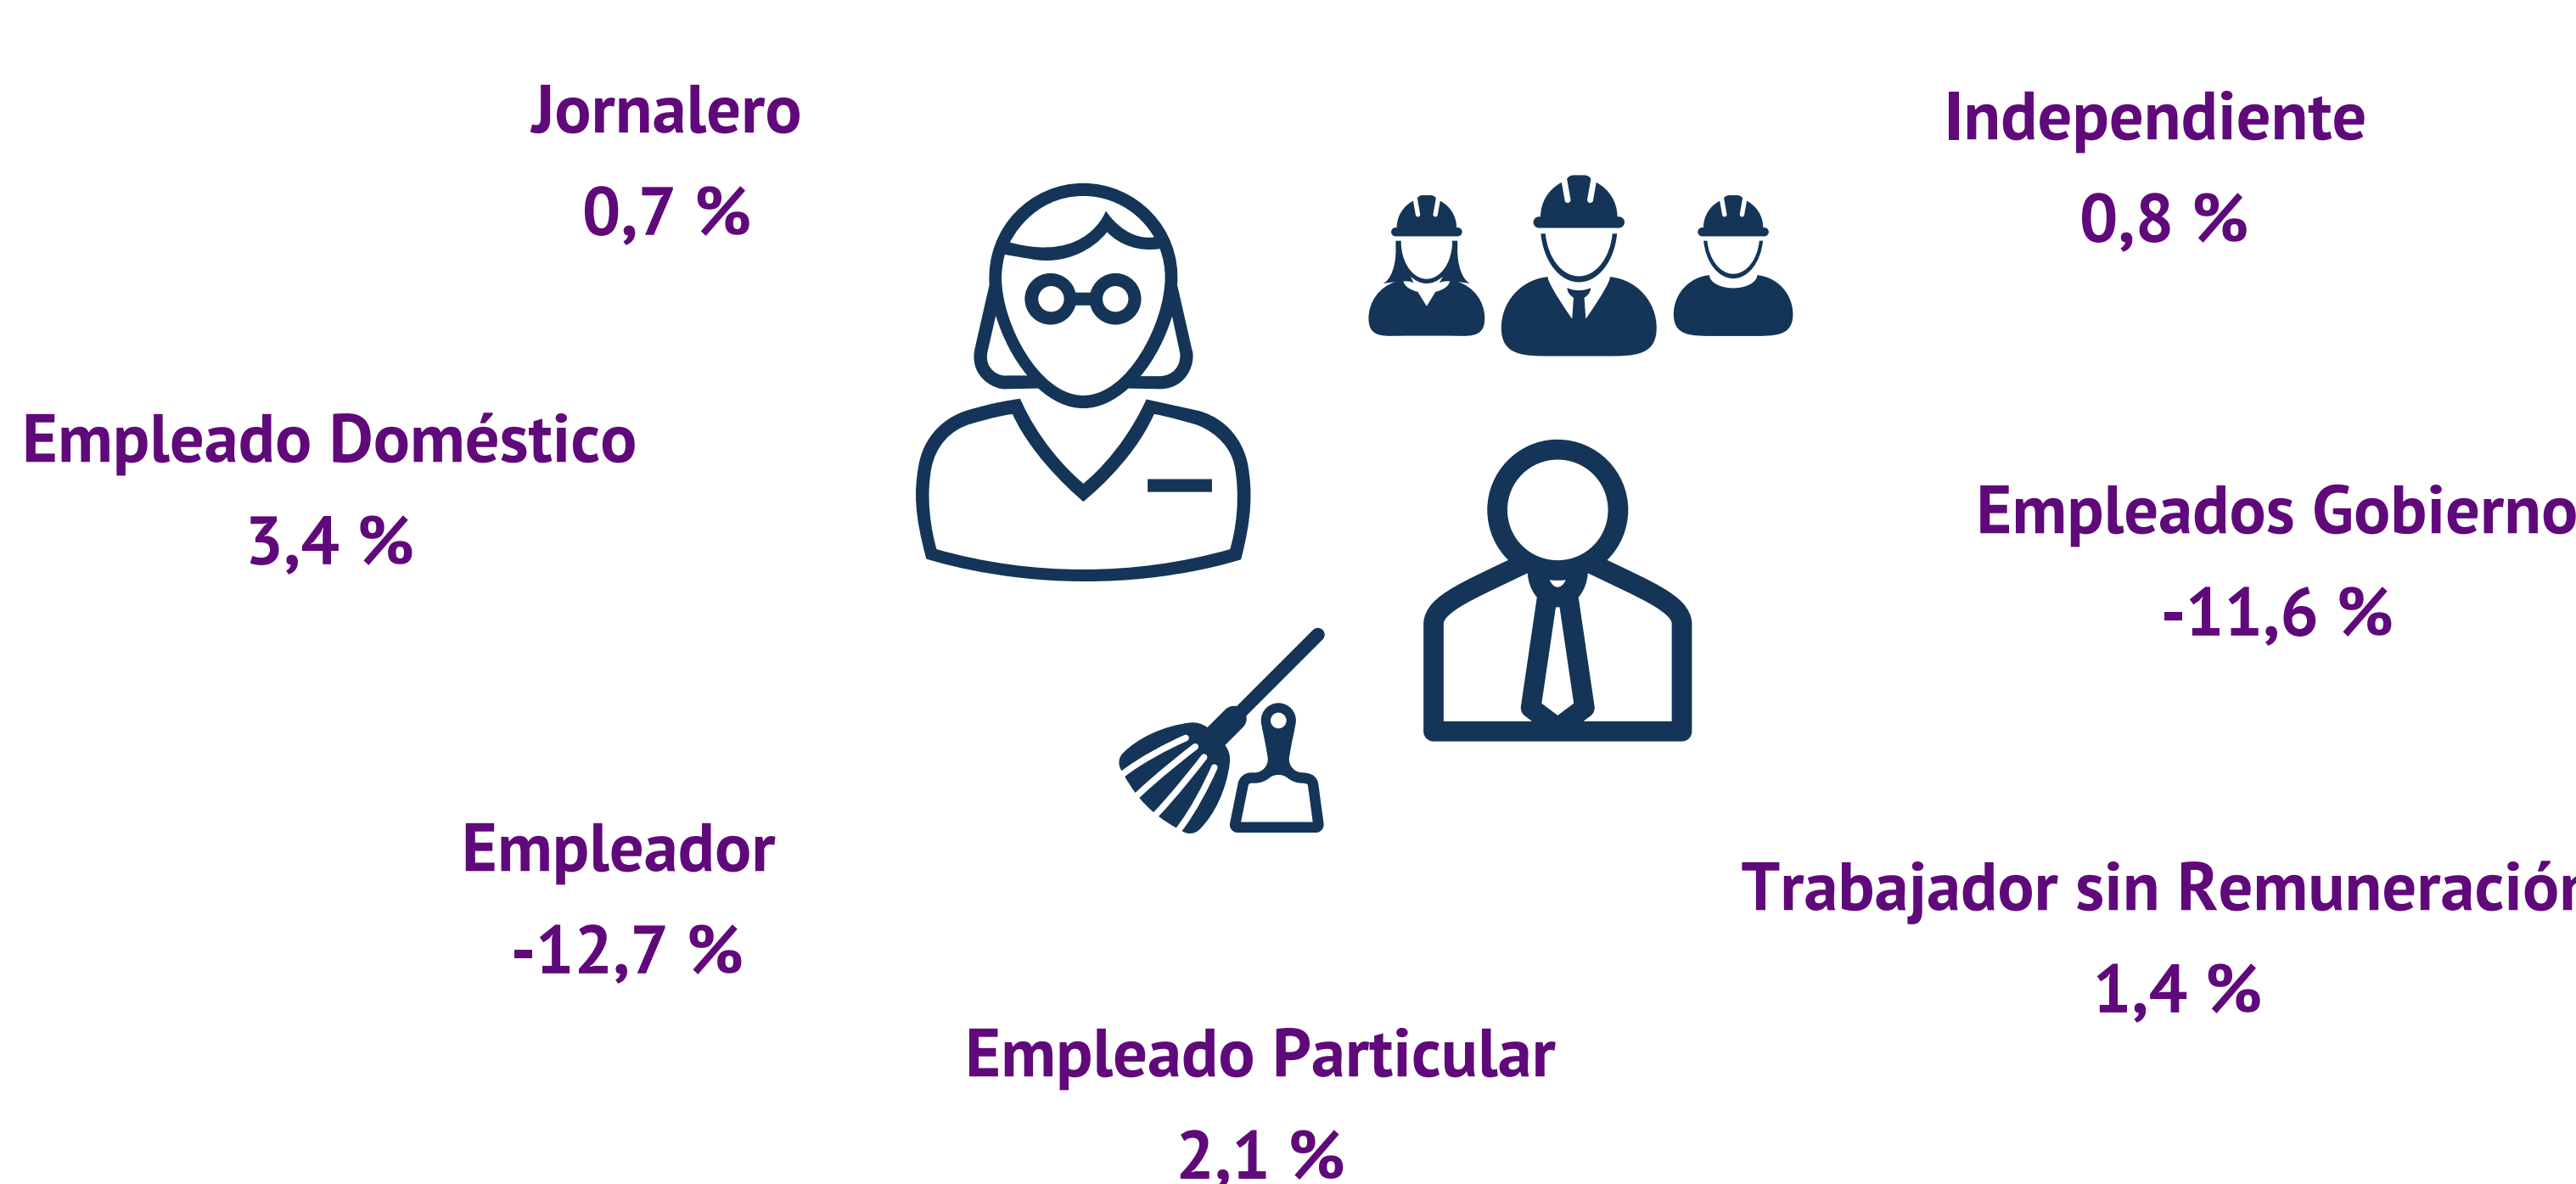 Jornalero
0,7 %
Independiente
0,8 %
Empleado Doméstico
3,4 %
Empleados Gobierno
-11,6 %
Empleador
-12,7 %
Trabajador sin Remuneración
1,4 %
Empleado Particular
2,1 %